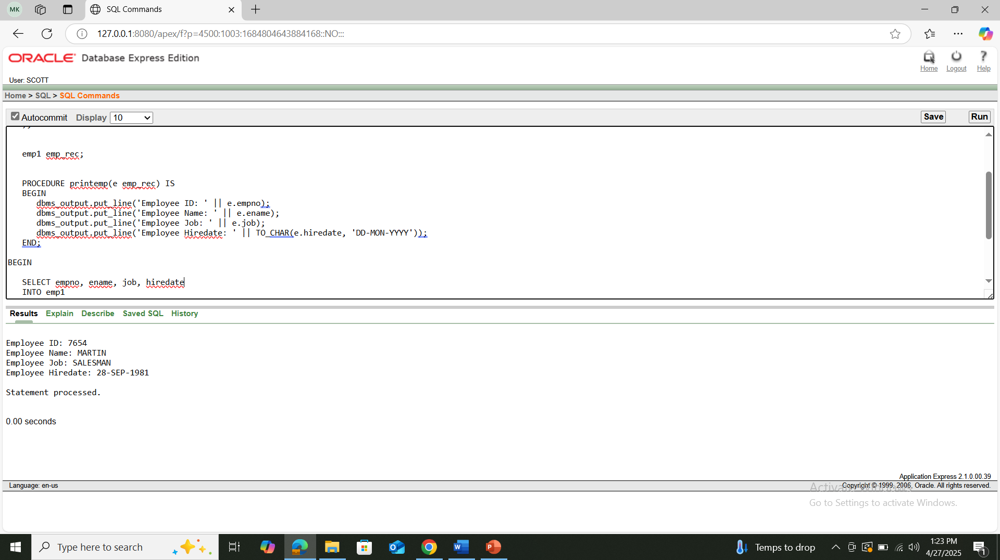 MK
SQL Commands
127.0.0.1:8080/apex/f?p=4500:1003:1684804643884168::NO:::
ORACLE Database Express Edition
Home Logout Help
User: SCOTT
Home > SQL > SQL Commands
Autocommit Display 10 Save Run
emp1 emp_rec;
PROCEDURE printemp(e emp_rec) IS
BEGIN
dbms_output.put_line('Employee ID: ' || e.empno);
dbms_output.put_line('Employee Name: ' || e.ename);
dbms_output.put_line('Employee Job: ' || e.job);
dbms_output.put_line('Employee Hiredate: ' || TO_CHAR(e.hiredate, 'DD-MON-YYYY'));
END;
BEGIN
SELECT empno, ename, job, hiredate
INTO emp1
Results Explain Describe Saved SQL History
Employee ID: 7654
Employee Name: MARTIN
Employee Job: SALESMAN
Employee Hiredate: 28-SEP-1981
Statement processed.
0.00 seconds
Application Express 2.1.0.00.39
Language: en-us Copyright © 1999, 2006, Oracle. All rights reserved.
Activate Windows
Go to Settings to activate Windows.
Type here to search
Temps to drop
1:23 PM
4/27/2025
1